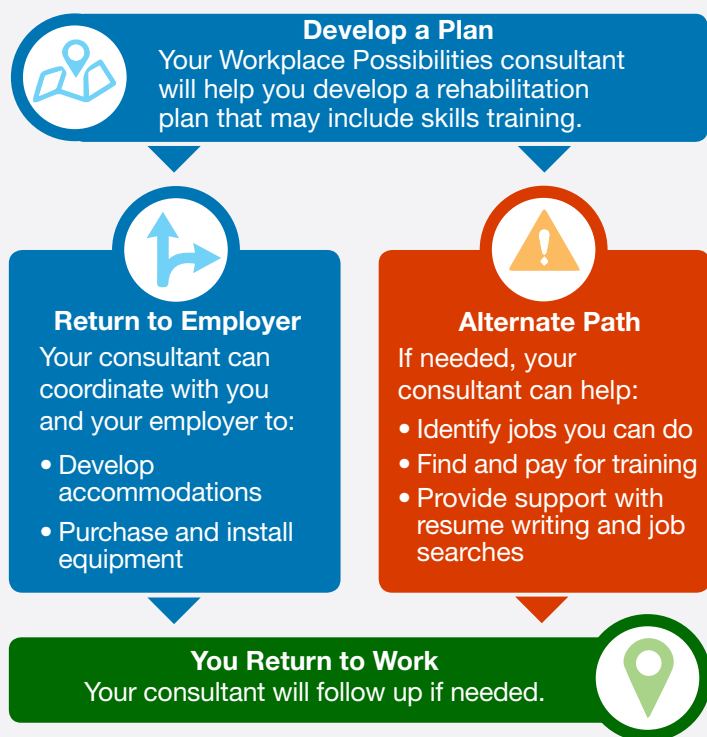 Develop a Plan
Your Workplace Possibilities consultant
will help you develop a rehabilitation
plan that may include skills training.
Return to Employer
Your consultant can
coordinate with you
and your employer to:
• Develop
accommodations
• Purchase and install
equipment
Alternate Path
If needed, your
consultant can help:
• Identify jobs you can do
• Find and pay for training
• Provide support with
resume writing and job
searches
You Return to Work
Your consultant will follow up if needed.